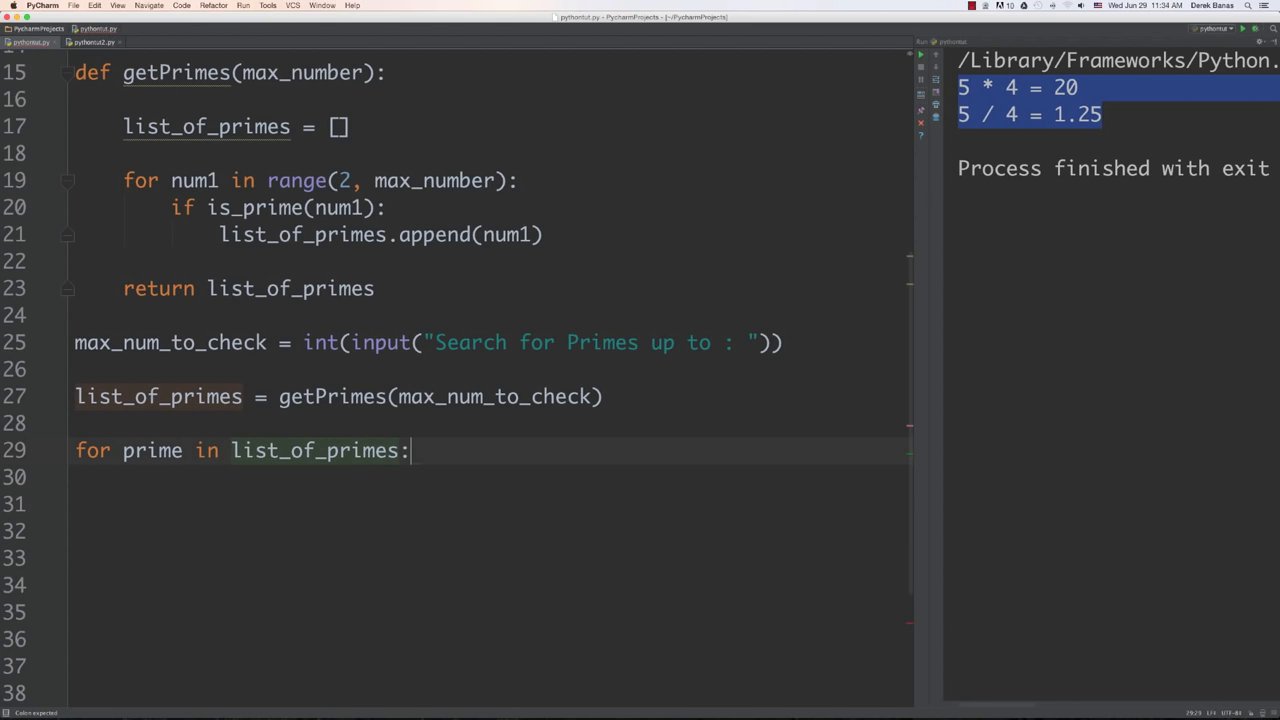 PyCharm File Edit View Navigate Code Refactor Run Tools VCS Window Help Wed Jun 29 11:34 AM Derek Banas
pythontut.py - PycharmProjects - [~/PycharmProjects]
PycharmProjects pythontut.py pythontut
pythontut.py pythontut2.py Run pythontut
15 def getPrimes(max_number):
16
17 list_of_primes = []
18
19 for num1 in range(2, max_number):
20 if is_prime(num1):
21 list_of_primes.append(num1)
22
23 return list_of_primes
24
25 max_num_to_check = int(input("Search for Primes up to : "))
26
27 list_of_primes = getPrimes(max_num_to_check)
28
29 for prime in list_of_primes:
30
31
32
33
34
35
36
37
38
/Library/Frameworks/Python.
5 * 4 = 20
5 / 4 = 1.25
Process finished with exit
Colon expected 29:29 LF÷ UTF-8÷